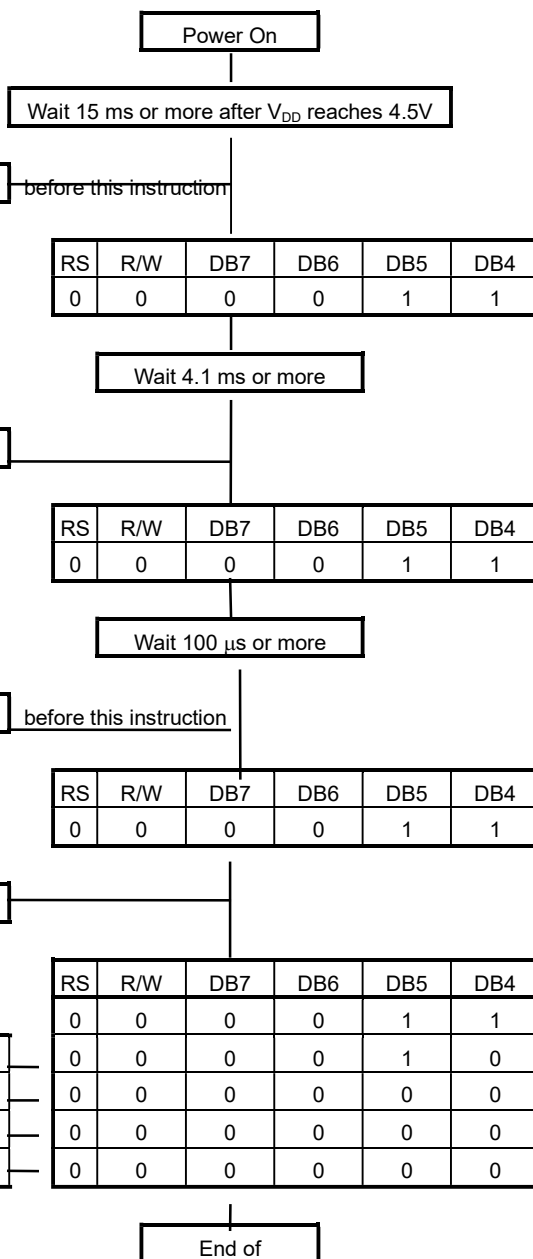 Power On
Wait 15 ms or more after VDD reaches 4.5V
before this instruction
RS R/W DB7 DB6 DB5 DB4
0 0 0 0 1 1
Wait 4.1 ms or more
RS R/W DB7 DB6 DB5 DB4
0 0 0 0 1 1
Wait 100 μs or more
before this instruction
RS R/W DB7 DB6 DB5 DB4
0 0 0 0 1 1
RS R/W DB7 DB6 DB5 DB4
0 0 0 0 1 1
0 0 0 0 1 0
0 0 0 0 0 0
0 0 0 0 0 0
0 0 0 0 0 0
End of